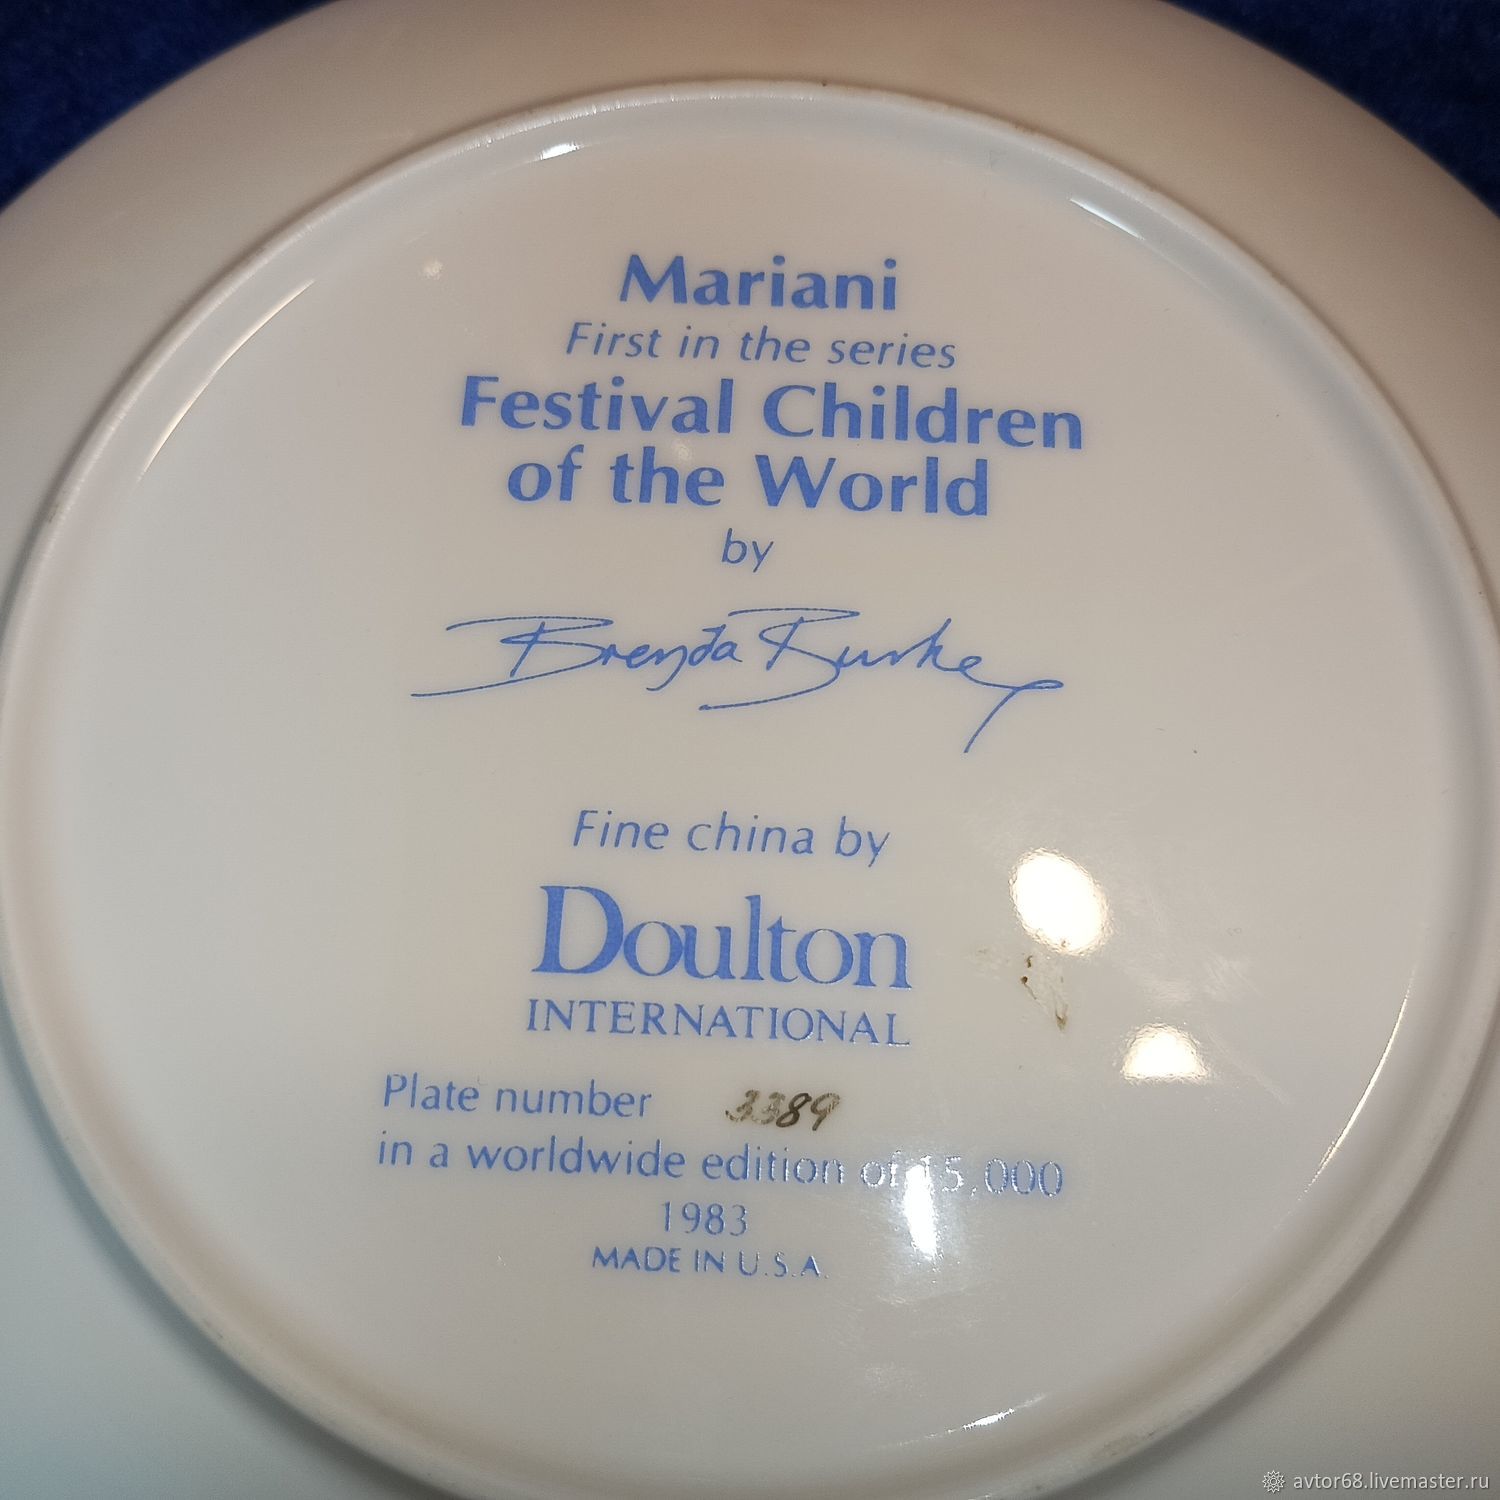 Mariani
First in the series
Festival Children
of the World
by
Brenda Burke
Fine china by
Doulton
INTERNATIONAL
Plate number 3389
in a worldwide edition of 15,000
1983
MADE IN U.S.A.
avtor68.livemaster.ru